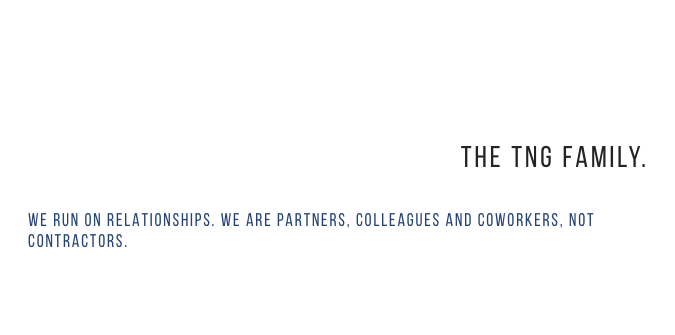 THE TNG FAMILY.
WE RUN ON RELATIONSHIPS. WE ARE PARTNERS, COLLEAGUES AND COWORKERS, NOT
CONTRACTORS.